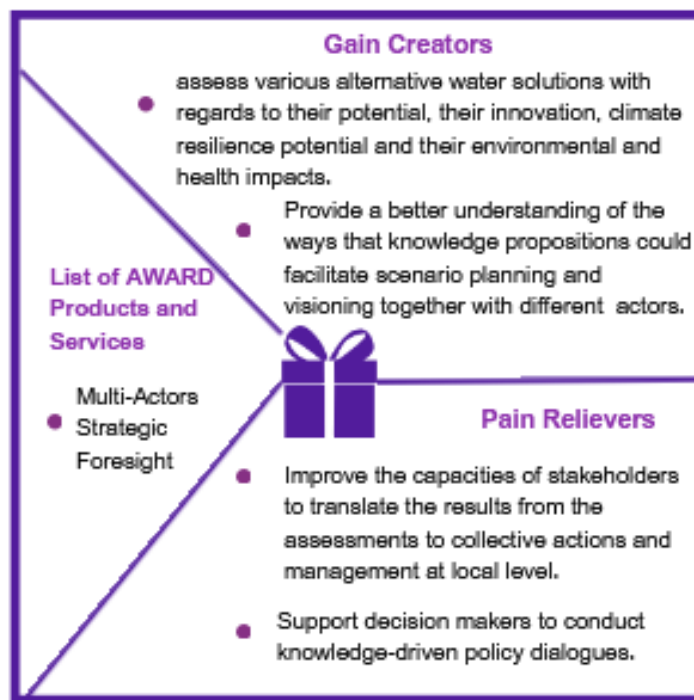 Gain Creators
assess various alternative water solutions with
regards to their potential, their innovation, climate
resilience potential and their environmental and
health impacts.
Provide a better understanding of the
ways that knowledge propositions could
facilitate scenario planning and
visioning together with different actors.
List of AWARD
Products and
Services
Multi-Actors
Strategic
Foresight
Pain Relievers
Improve the capacities of stakeholders
to translate the results from the
assessments to collective actions and
management at local level.
Support decision makers to conduct
knowledge-driven policy dialogues.